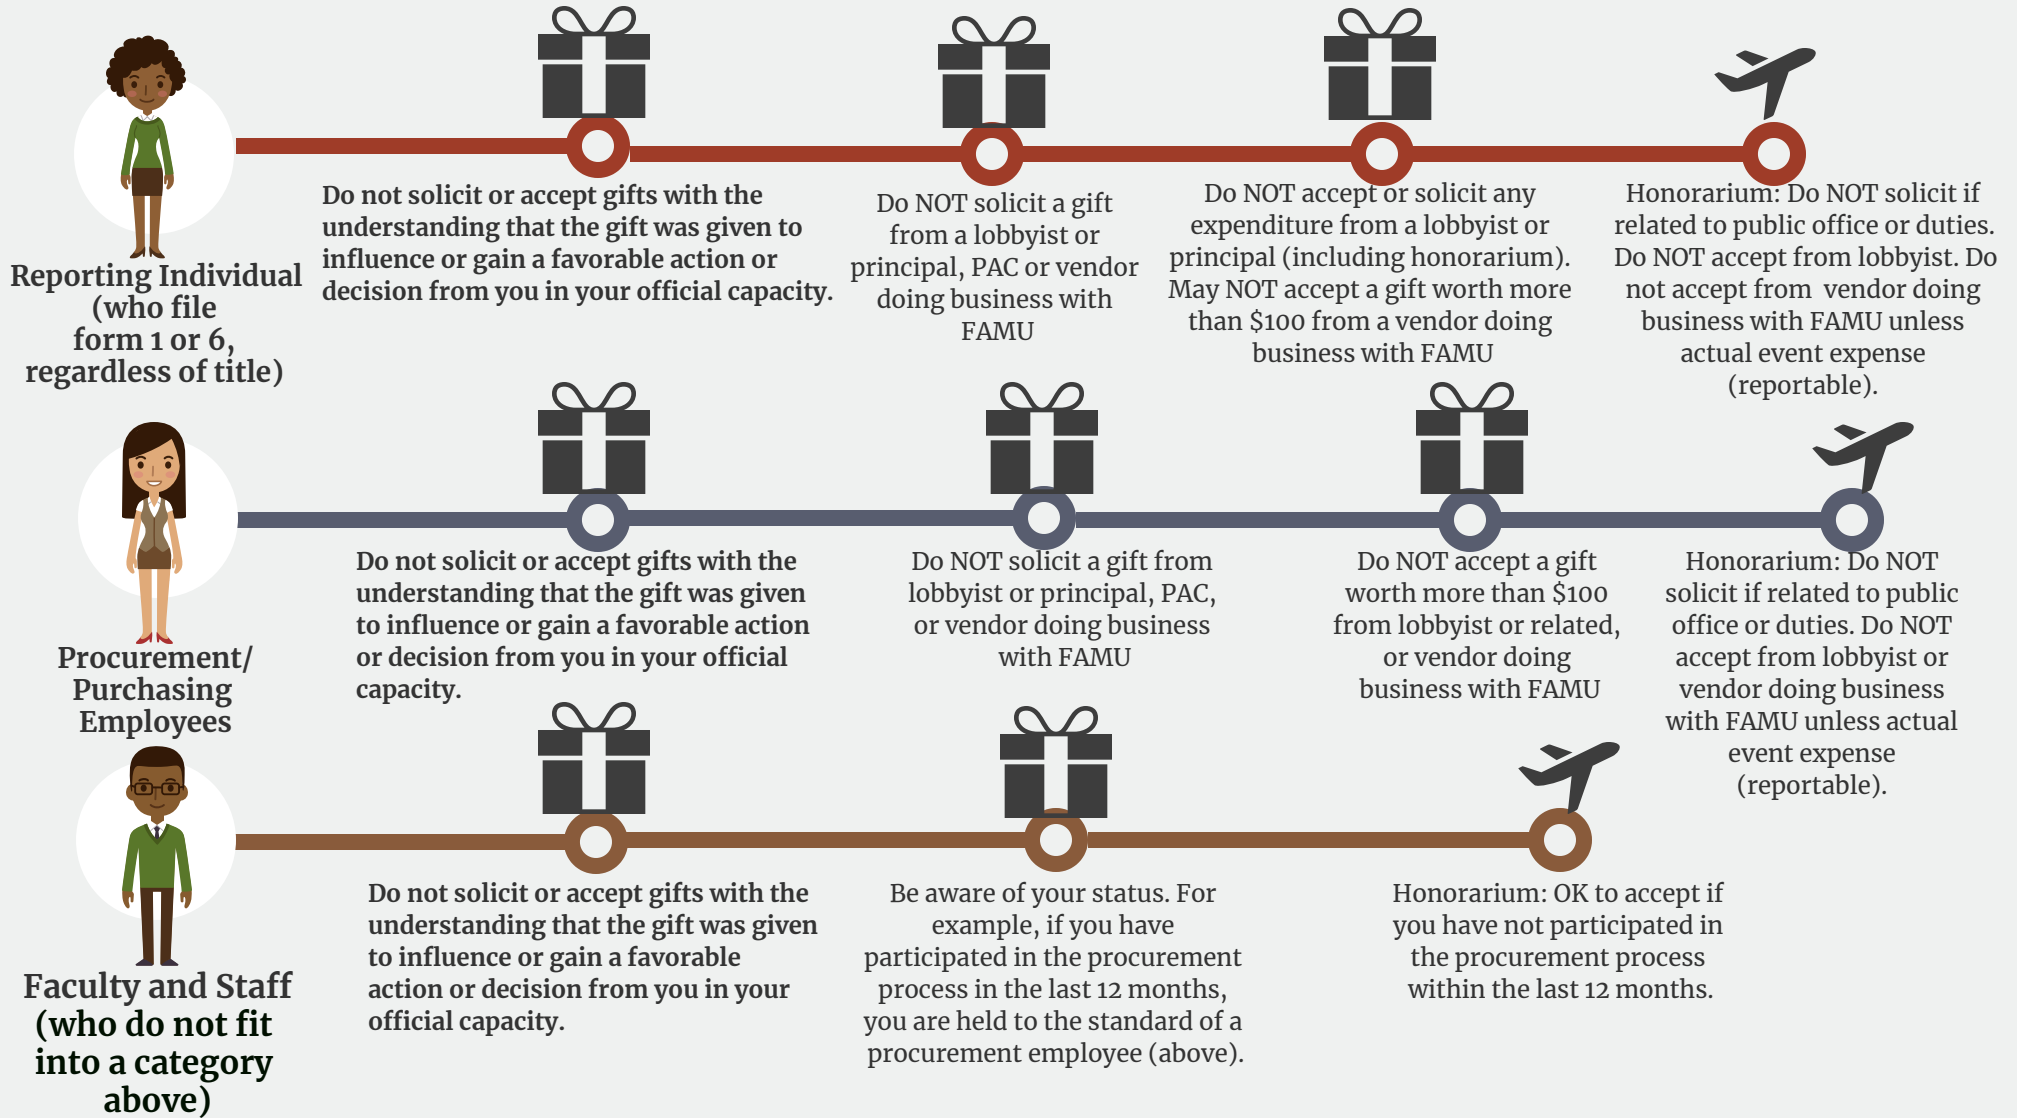 Reporting Individual
(who file
form 1 or 6,
regardless of title)
Do not solicit or accept gifts with the
understanding that the gift was given to
influence or gain a favorable action or
decision from you in your official capacity.
Do NOT solicit a gift
from a lobbyist or
principal, PAC or vendor
doing business with
FAMU
Do NOT accept or solicit any
expenditure from a lobbyist or
principal (including honorarium).
May NOT accept a gift worth more
than $100 from a vendor doing
business with FAMU
Honorarium: Do NOT solicit if
related to public office or duties.
Do NOT accept from lobbyist. Do
not accept from vendor doing
business with FAMU unless
actual event expense
(reportable).
Procurement/
Purchasing
Employees
Do not solicit or accept gifts with the
understanding that the gift was given
to influence or gain a favorable action
or decision from you in your official
capacity.
Do NOT solicit a gift from
lobbyist or principal, PAC,
or vendor doing business
with FAMU
Do NOT accept a gift
worth more than $100
from lobbyist or related,
or vendor doing
business with FAMU
Honorarium: Do NOT
solicit if related to public
office or duties. Do NOT
accept from lobbyist or
vendor doing business
with FAMU unless actual
event expense
(reportable).
Faculty and Staff
(who do not fit
into a category
above)
Do not solicit or accept gifts with the
understanding that the gift was given
to influence or gain a favorable
action or decision from you in your
official capacity.
Be aware of your status. For
example, if you have
participated in the procurement
process in the last 12 months,
you are held to the standard of a
procurement employee (above).
Honorarium: OK to accept if
you have not participated in
the procurement process
within the last 12 months.